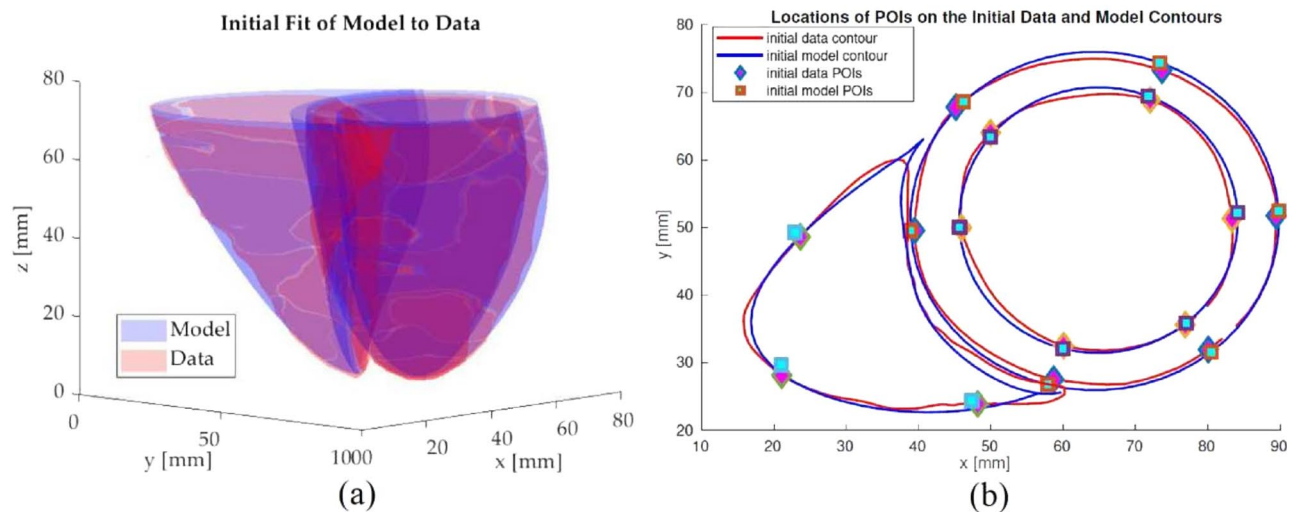 Initial Fit of Model to Data
80
60
40
20
0
z [mm]
Model
Data
0
50
1000
20
40
60
80
y [mm]
x [mm]
(a)
Locations of POIs on the Initial Data and Model Contours
initial data contour
initial model contour
initial data POIs
initial model POIs
80
70
60
50
40
30
20
y [mm]
10
20
30
40
50
60
70
80
90
x [mm]
(b)